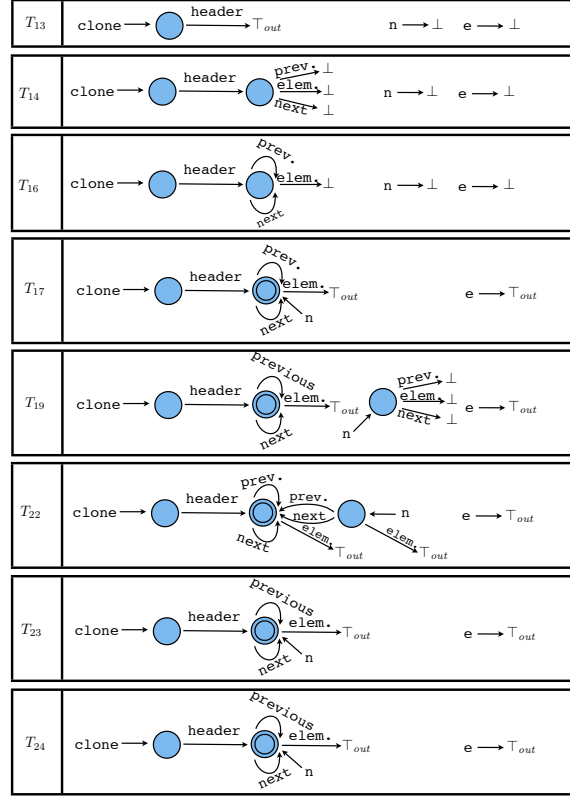 T13 clone header ⊤out n ⊥ e ⊥
T14 clone header prev. ⊥ elem. ⊥ next ⊥ n ⊥ e ⊥
T16 clone header prev. elem. ⊥ next n ⊥ e ⊥
T17 clone header prev. elem. ⊤out next n e ⊤out
T19 clone header previous elem. ⊤out next n prev. ⊥ elem. ⊥ next ⊥ e ⊤out
T22 clone header prev. next elem. ⊤out prev. next n elem. ⊤out e ⊤out
T23 clone header previous elem. ⊤out next n e ⊤out
T24 clone header previous elem. ⊤out next n e ⊤out